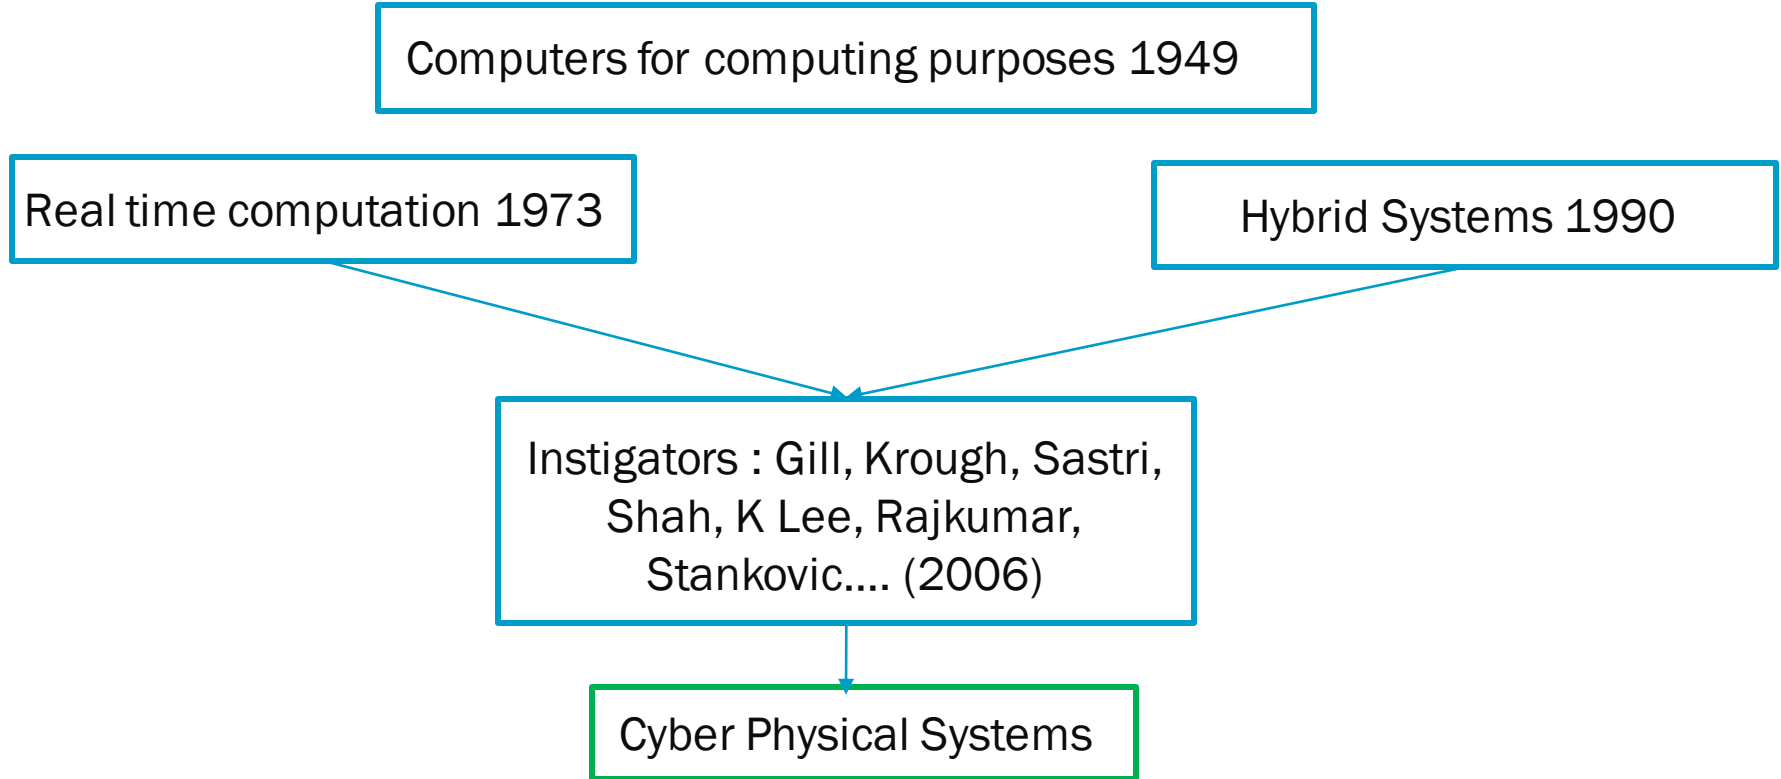 Computers for computing purposes 1949
Real time computation 1973
Hybrid Systems 1990
Instigators : Gill, Krough, Sastri,
Shah, K Lee, Rajkumar,
Stankovic.... (2006)
Cyber Physical Systems